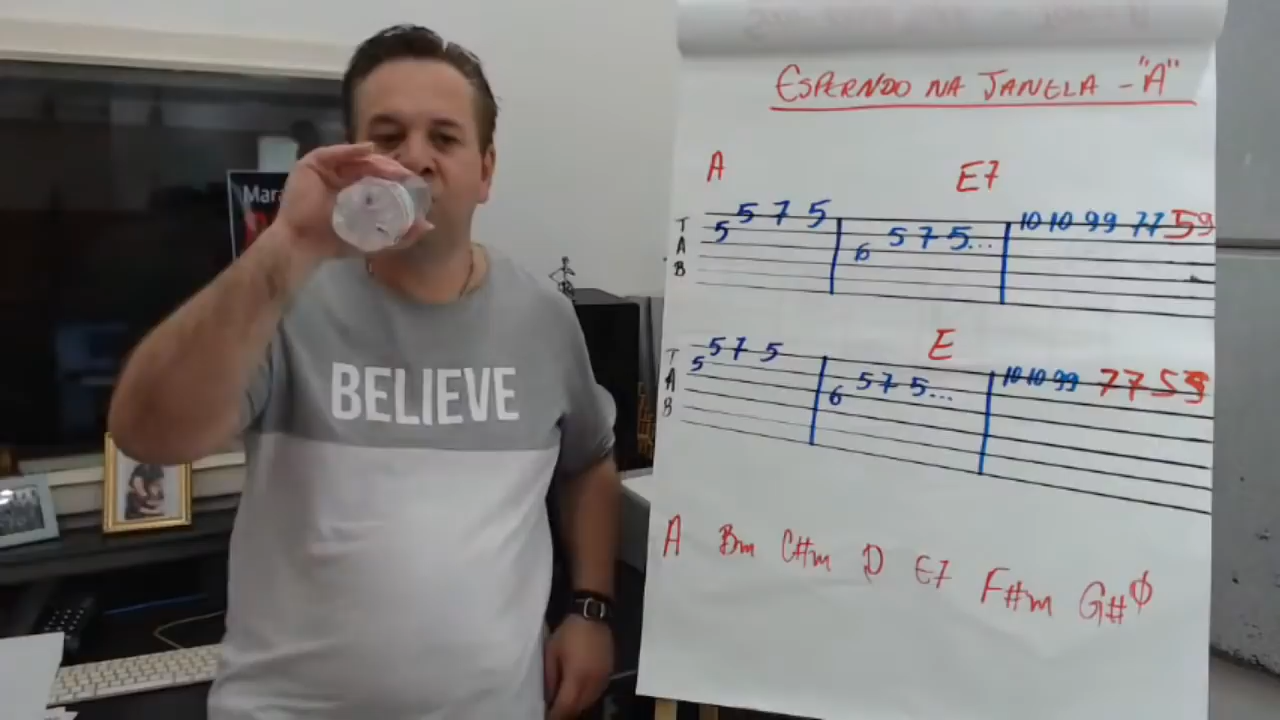 ESPERNDO NA JANELA - "A"
A E7
T A B
5 5 7 5 6 5 7 5... 10 10 9 9 7 7 5 9
E
T A B
5 5 7 5 6 5 7 5... 10 10 9 9 7 7 5 5
A Bm C#m D E7 F#m G#ø
BELIEVE
Mara